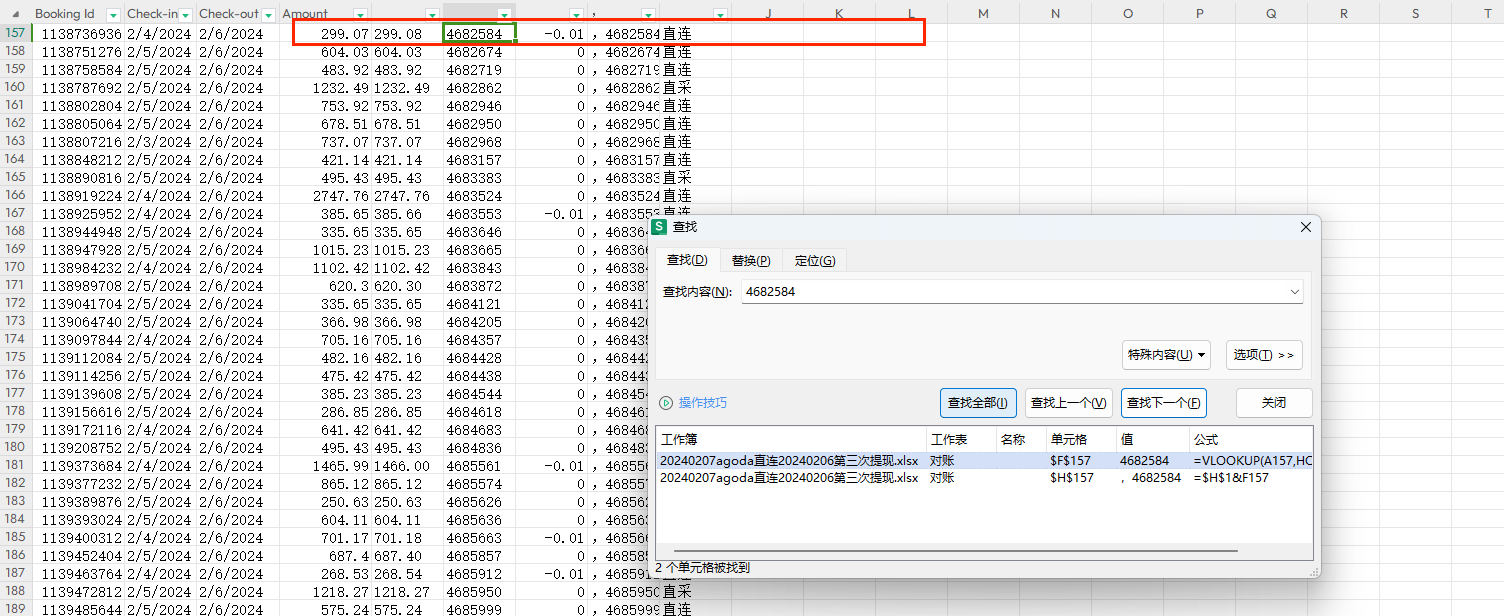 Booking Id Check-in Check-out Amount , J K L M N O P Q R S T
157 1138736936 2/4/2024 2/6/2024 299.07 299.08 4682584 -0.01 ，4682584 直连
158 1138751276 2/5/2024 2/6/2024 604.03 604.03 4682674 0 ，4682674 直连
159 1138758584 2/5/2024 2/6/2024 483.92 483.92 4682719 0 ，4682719 直连
160 1138787692 2/5/2024 2/6/2024 1232.49 1232.49 4682862 0 ，4682862 直采
161 1138802804 2/5/2024 2/6/2024 753.92 753.92 4682946 0 ，4682946 直连
162 1138805064 2/5/2024 2/6/2024 678.51 678.51 4682950 0 ，4682950 直连
163 1138807216 2/3/2024 2/6/2024 737.07 737.07 4682968 0 ，4682968 直连
164 1138848212 2/5/2024 2/6/2024 421.14 421.14 4683157 0 ，4683157 直连
165 1138890816 2/5/2024 2/6/2024 495.43 495.43 4683383 0 ，4683383 直采
166 1138919224 2/4/2024 2/6/2024 2747.76 2747.76 4683524 0 ，4683524 直连
167 1138925952 2/4/2024 2/6/2024 385.65 385.66 4683553 -0.01 ，4683553 直连
168 1138944948 2/5/2024 2/6/2024 335.65 335.65 4683646 0 ，46836
169 1138947928 2/5/2024 2/6/2024 1015.23 1015.23 4683665 0 ，46836
170 1138984232 2/4/2024 2/6/2024 1102.42 1102.42 4683843 0 ，46838
171 1138989708 2/5/2024 2/6/2024 620.3 620.30 4683872 0 ，46838
172 1139041704 2/5/2024 2/6/2024 335.65 335.65 4684121 0 ，46841
173 1139064740 2/5/2024 2/6/2024 366.98 366.98 4684205 0 ，46842
174 1139097844 2/4/2024 2/6/2024 705.16 705.16 4684357 0 ，46843
175 1139112084 2/5/2024 2/6/2024 482.16 482.16 4684428 0 ，46844
176 1139114256 2/5/2024 2/6/2024 475.42 475.42 4684438 0 ，46844
177 1139139608 2/5/2024 2/6/2024 385.23 385.23 4684544 0 ，46845
178 1139156616 2/5/2024 2/6/2024 286.85 286.85 4684618 0 ，46846
179 1139172116 2/4/2024 2/6/2024 641.42 641.42 4684683 0 ，46846
180 1139208752 2/5/2024 2/6/2024 495.43 495.43 4684836 0 ，46848
181 1139373684 2/4/2024 2/6/2024 1465.99 1466.00 4685561 -0.01 ，46855
182 1139377232 2/5/2024 2/6/2024 865.12 865.12 4685574 0 ，46855
183 1139389876 2/5/2024 2/6/2024 250.63 250.63 4685626 0 ，46856
184 1139393024 2/5/2024 2/6/2024 604.11 604.11 4685636 0 ，46856
185 1139400312 2/4/2024 2/6/2024 701.17 701.18 4685663 -0.01 ，46856
186 1139452404 2/5/2024 2/6/2024 687.4 687.40 4685857 0 ，46858
187 1139463764 2/4/2024 2/6/2024 268.53 268.54 4685912 -0.01 ，468591 直连
188 1139472812 2/5/2024 2/6/2024 1218.27 1218.27 4685950 0 ，4685950 直采
189 1139485644 2/5/2024 2/6/2024 575.24 575.24 4685999 0 ，4685999 直连
S 查找
查找(D) 替换(P) 定位(G)
查找内容(N): 4682584
特殊内容(U) 选项(T) >>
操作技巧 查找全部(I) 查找上一个(V) 查找下一个(F) 关闭
工作簿 工作表 名称 单元格 值 公式
20240207agoda直连20240206第三次提现.xlsx 对账 $F$157 4682584 =VLOOKUP(A157,HC
20240207agoda直连20240206第三次提现.xlsx 对账 $H$157 ，4682584 =$H$1&F157
2 个单元格被找到